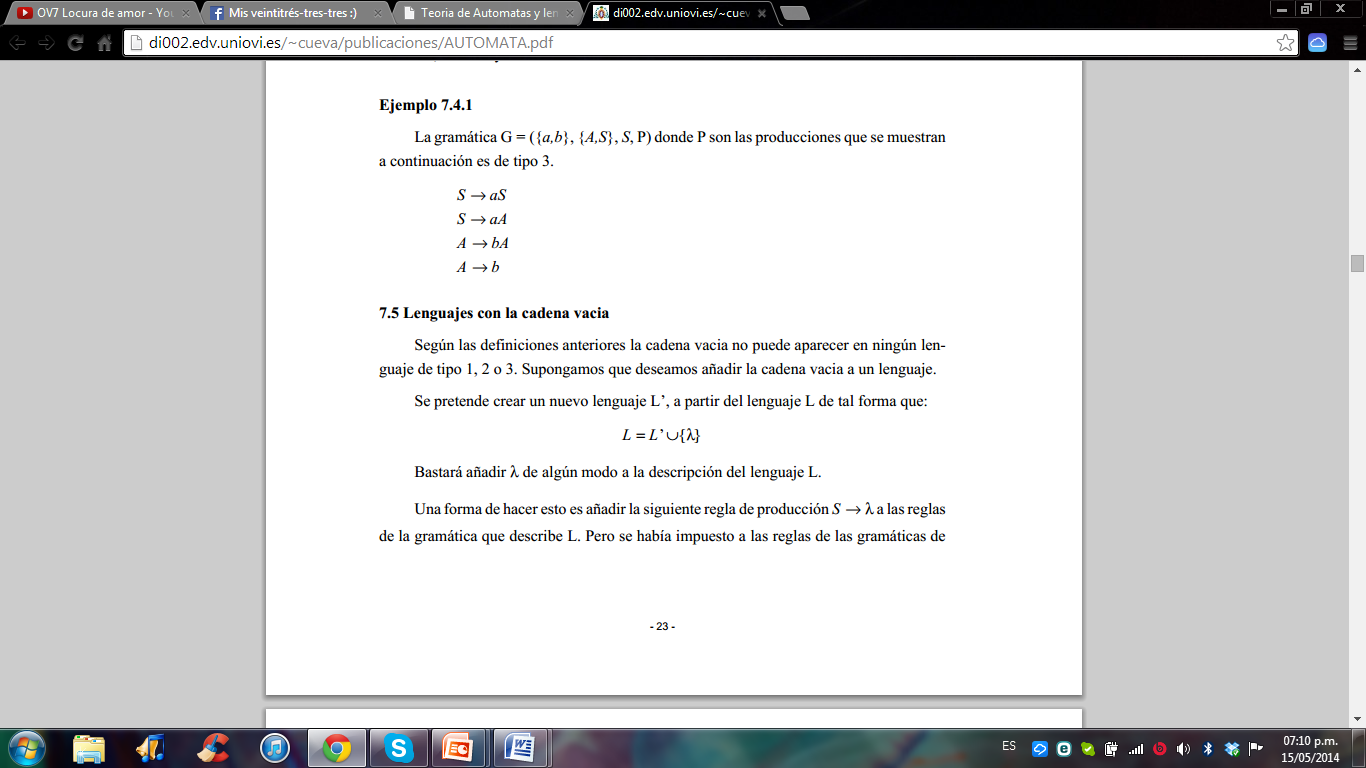 OV7 Locura de amor - You
Mis veintitrés-tres-tres :)
Teoria de Automatas y len
di002.edv.uniovi.es/~cuev
di002.edv.uniovi.es/~cueva/publicaciones/AUTOMATA.pdf
Ejemplo 7.4.1
La gramática G = ({a,b}, {A,S}, S, P) donde P son las producciones que se muestran
a continuación es de tipo 3.
S → aS
S → aA
A → bA
A → b
7.5 Lenguajes con la cadena vacia
Según las definiciones anteriores la cadena vacia no puede aparecer en ningún len-
guaje de tipo 1, 2 o 3. Supongamos que deseamos añadir la cadena vacia a un lenguaje.
Se pretende crear un nuevo lenguaje L’, a partir del lenguaje L de tal forma que:
L = L’ ∪{λ}
Bastará añadir λ de algún modo a la descripción del lenguaje L.
Una forma de hacer esto es añadir la siguiente regla de producción S → λ a las reglas
de la gramática que describe L. Pero se había impuesto a las reglas de las gramáticas de
- 23 -
ES
07:10 p.m.
15/05/2014